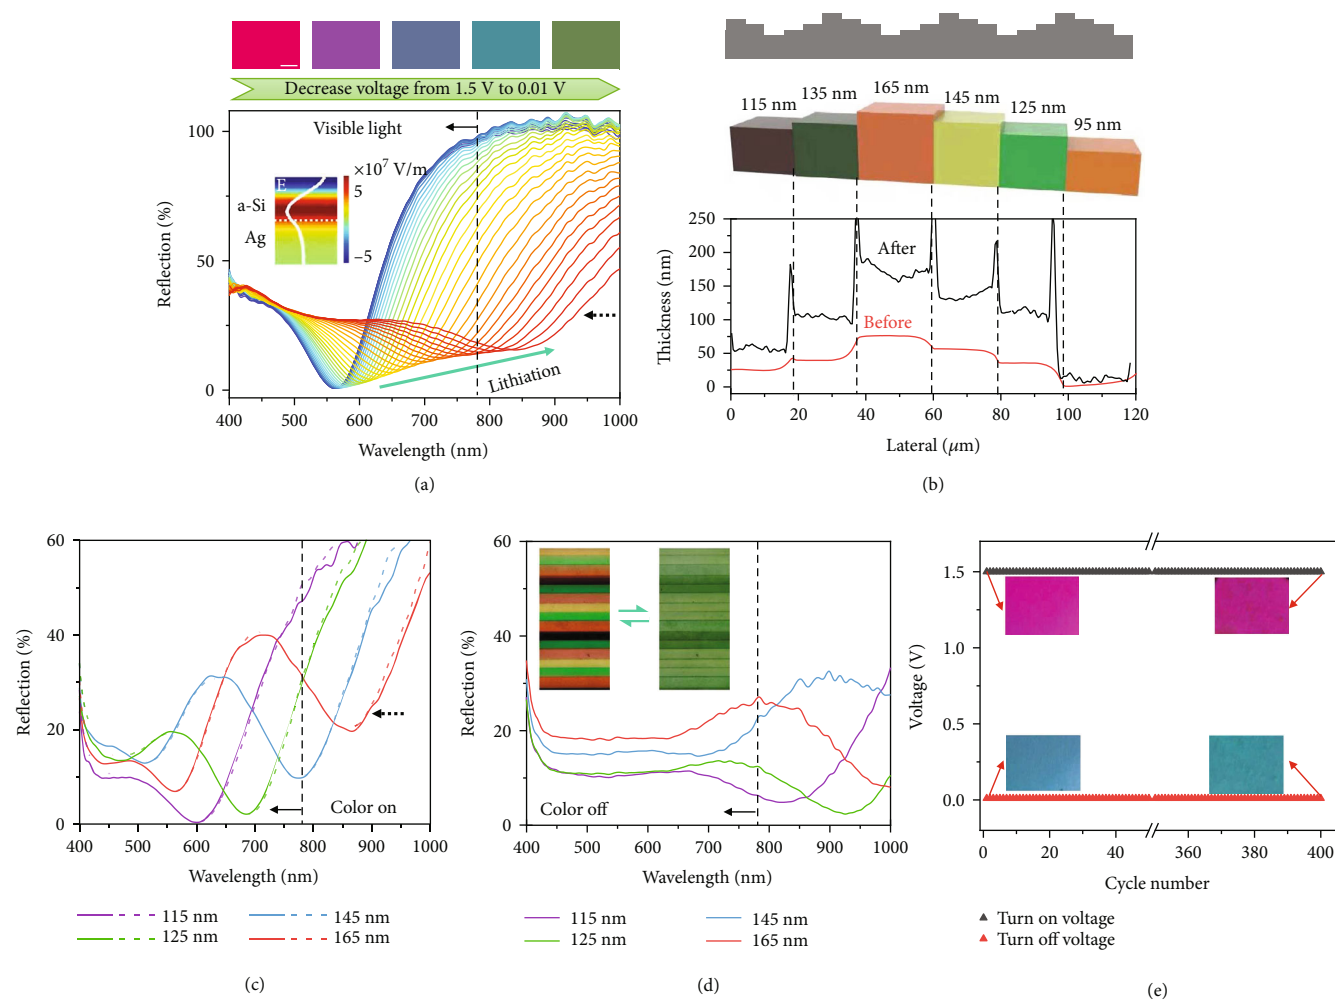 Decrease voltage from 1.5 V to 0.01 V
Visible light
×10⁷ V/m
E
5
a-Si
Ag
−5
Lithiation
100
50
0
Reflection (%)
400 500 600 700 800 900 1000
Wavelength (nm)
(a)
115 nm 135 nm 165 nm 145 nm 125 nm 95 nm
250
200
150
100
50
0
Thickness (nm)
After
Before
0 20 40 60 80 100 120
Lateral (μm)
(b)
60
40
20
0
Reflection (%)
Color on
400 500 600 700 800 900 1000
Wavelength (nm)
115 nm 145 nm
125 nm 165 nm
(c)
60
40
20
0
Reflection (%)
Color off
400 500 600 700 800 900 1000
Wavelength (nm)
115 nm 145 nm
125 nm 165 nm
(d)
1.5
1.0
0.5
0.0
Voltage (V)
0 20 40 360 380 400
Cycle number
Turn on voltage
Turn off voltage
(e)